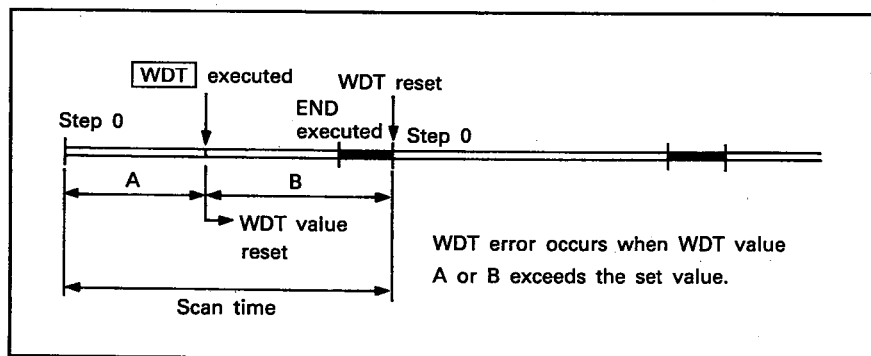 WDT executed
WDT reset
END
executed
Step 0
Step 0
A
B
WDT value
reset
WDT error occurs when WDT value
A or B exceeds the set value.
Scan time